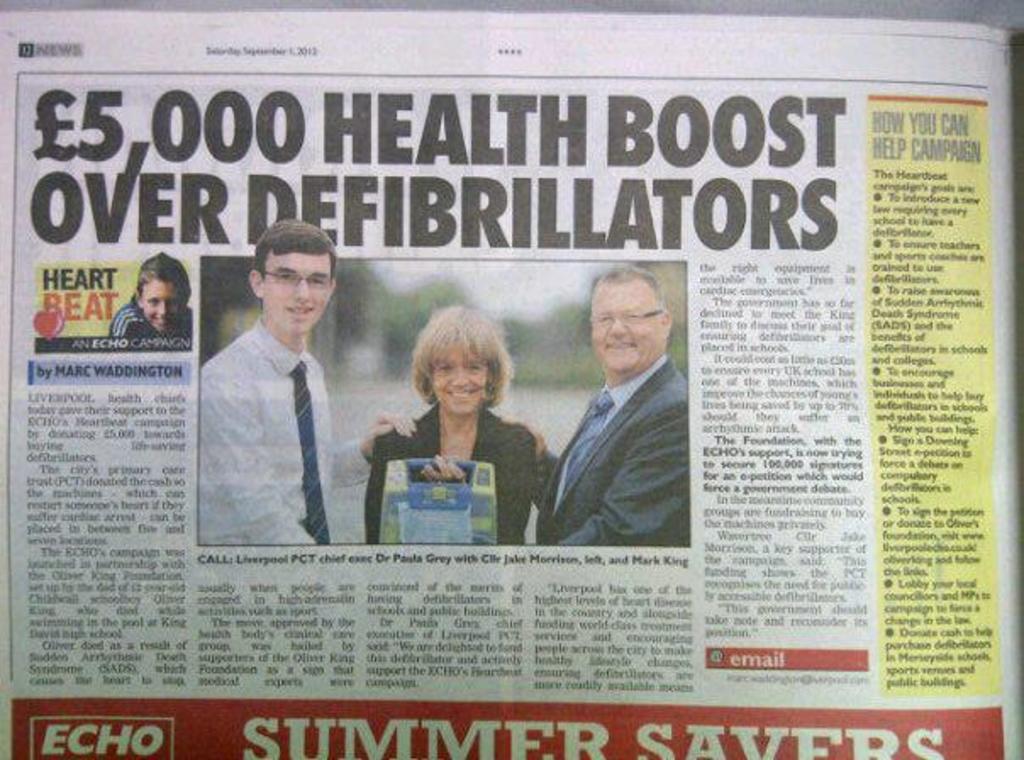 12 NEWS
Saturday, September 1, 2012
£5,000 HEALTH BOOST
OVER DEFIBRILLATORS
HEART
BEAT
AN ECHO CAMPAIGN
by MARC WADDINGTON
LIVERPOOL health chiefs
today gave their support to the
ECHO's Heartbeat campaign
by donating £5,000 towards
buying life-saving
defibrillators.
The city's primary care
trust (PCT) donated the cash so
the machines - which can
restart someone's heart if they
suffer cardiac arrest - can be
placed in between five and
seven locations.
The ECHO's campaign was
launched in partnership with
the Oliver King Foundation,
set up by the dad of 12-year-old
Childwall schoolboy Oliver
King, who died while
swimming in the pool at King
David high school.
Oliver died as a result of
Sudden Arrhythmic Death
Syndrome (SADS), which
causes the heart to stop,
CALL: Liverpool PCT chief exec Dr Paula Grey with Cllr Jake Morrison, left, and Mark King
usually when people are
engaged in high-adrenalin
activities such as sport.
The move, approved by the
health body's clinical care
group, was hailed by
supporters of the Oliver King
Foundation as a sign that
medical experts were
convinced of the merits of
having defibrillators in
schools and public buildings.
Dr Paula Grey, chief
executive of Liverpool PCT,
said: "We are delighted to fund
this defibrillator and actively
support the ECHO's Heartbeat
campaign.
"Liverpool has one of the
highest levels of heart disease
in the country and alongside
funding world-class treatment
services and encouraging
people across the city to make
healthy lifestyle changes,
ensuring defibrillators are
more readily available means
the right equipment is
available to save lives in
cardiac emergencies."
The government has so far
declined to meet the King
family to discuss their goal of
ensuring defibrillators are
placed in schools.
It could cost as little as
to ensure every UK school has
one of the machines, which
improve the chances of young
lives being saved by up to
should they suffer an
arrhythmic attack.
The Foundation, with the
ECHO's support, is now trying
to secure 100,000 signatures
for an e-petition which would
force a government debate.
In the meantime community
groups are fundraising to buy
the machines privately.
Wavertree Cllr Jake
Morrison, a key supporter of
the campaign, said: "This
funding shows the PCT
recognises the need for public-
ly accessible defibrillators.
"This government should
take note and reconsider its
position."
@ email
marc.waddington@liverpool.com
HOW YOU CAN
HELP CAMPAIGN
The Heartbeat
campaign's goals are:
● To introduce a new
law requiring every
school to have a
defibrillator.
● To ensure teachers
and sports coaches are
trained to use
defibrillators.
● To raise awareness
of Sudden Arrhythmic
Death Syndrome
(SADS) and the
benefits of
defibrillators in schools
and colleges.
● To encourage
businesses and
individuals to help buy
defibrillators in schools
and public buildings.
How you can help:
● Sign a Downing
Street e-petition to
force a debate on
compulsory
defibrillators in
schools.
● To sign the petition
or donate to Oliver's
foundation, visit www.
liverpoolecho.co.uk/
oliverking and follow
the links.
● Lobby your local
councillors and MPs to
campaign to force a
change in the law.
● Donate cash to help
purchase defibrillators
in Merseyside schools,
sports venues and
public buildings.
ECHO
SUMMER SAVERS